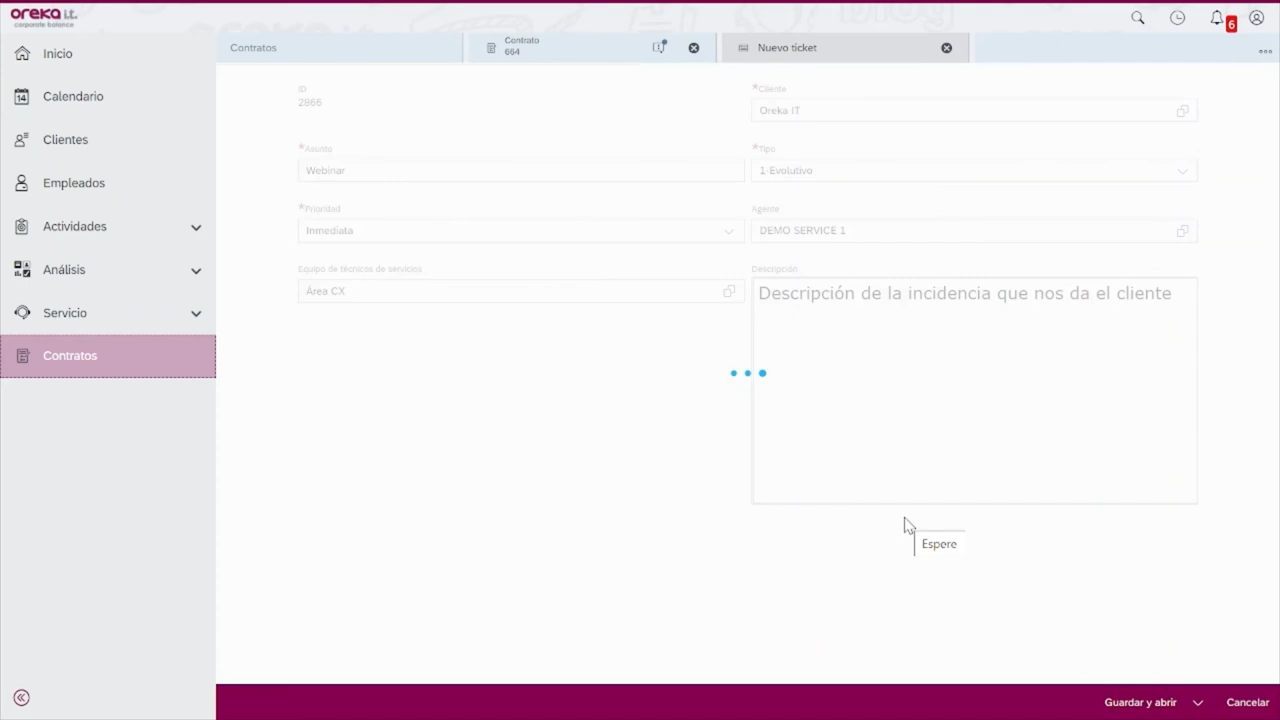 oreka i.t.
corporate balance
6
Inicio
14
Calendario
Clientes
Empleados
Actividades
Análisis
Servicio
Contratos
Contratos
Contrato
664
Nuevo ticket
ID
2866
*Cliente
Oreka IT
*Asunto
Webinar
*Tipo
1-Evolutivo
*Prioridad
Inmediata
Agente
DEMO SERVICE 1
Equipo de técnicos de servicios
Área CX
Descripción
Descripción de la incidencia que nos da el cliente
Espere
Guardar y abrir
Cancelar